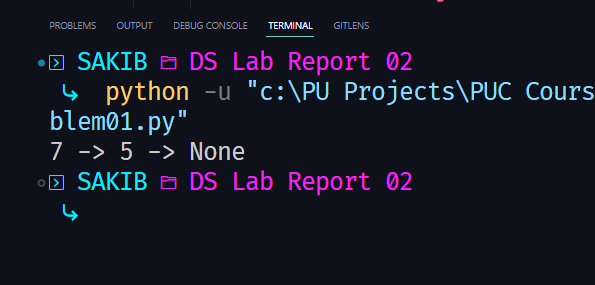 PROBLEMS OUTPUT DEBUG CONSOLE TERMINAL GITLENS
SAKIB DS Lab Report 02
python -u "c:\PU Projects\PUC Cours
blem01.py"
7 -> 5 -> None
SAKIB DS Lab Report 02